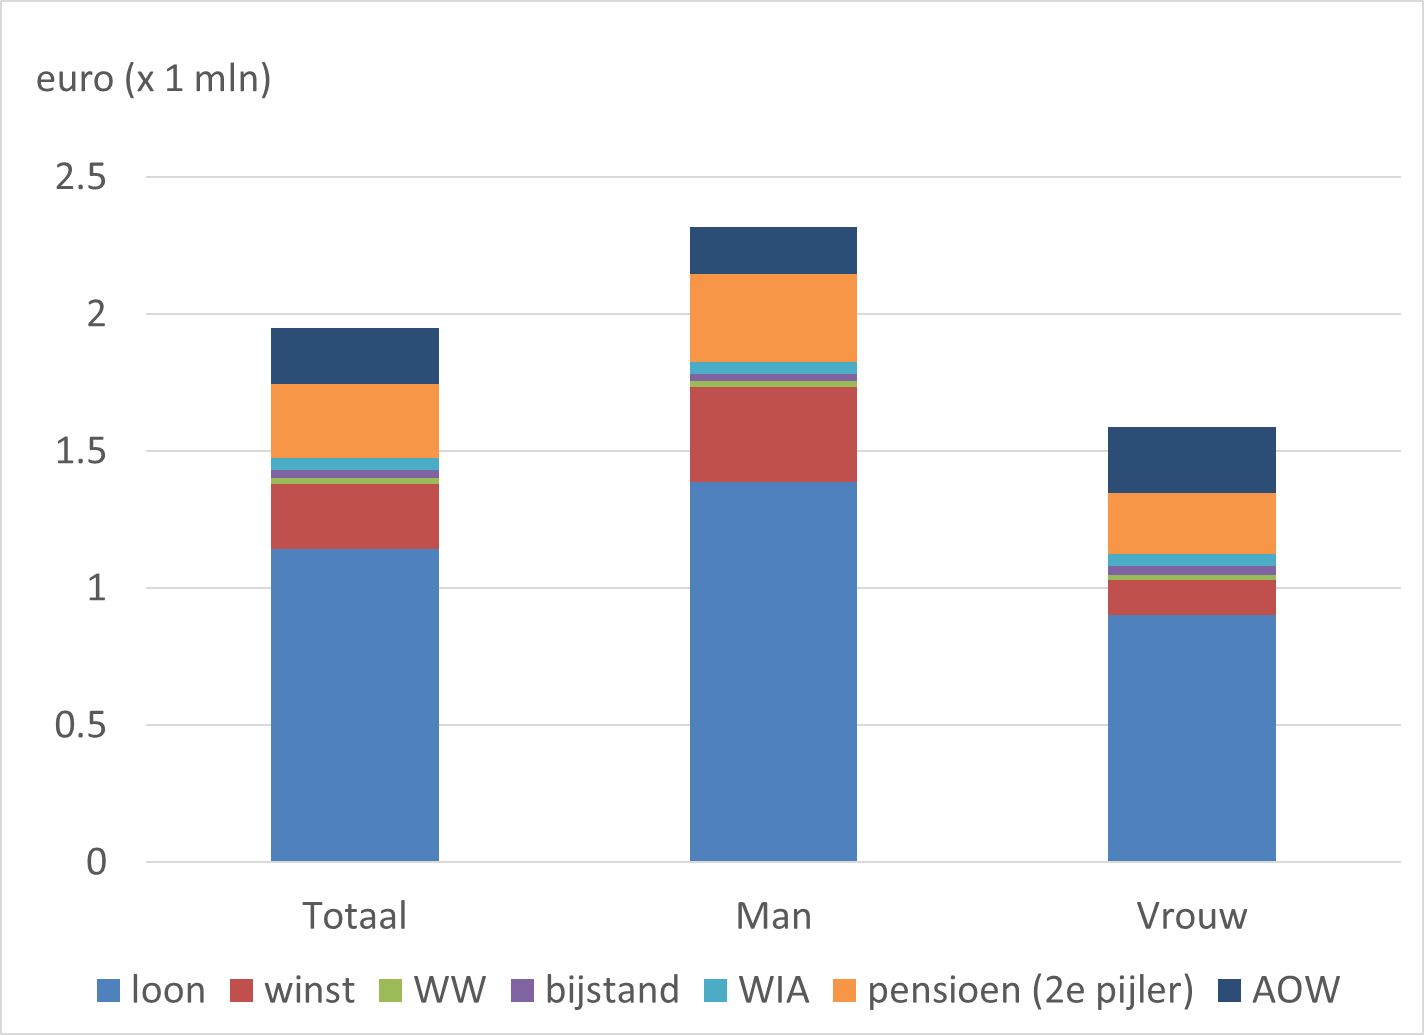 euro (x 1 mln)
2.5
2
1.5
1
0.5
0
Totaal Man Vrouw
loon winst WW bijstand WIA pensioen (2e pijler) AOW